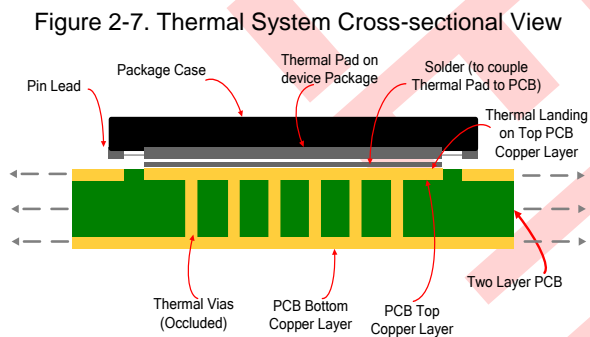 Figure 2-7. Thermal System Cross-sectional View
Pin Lead
Package Case
Thermal Pad on
device Package
Solder (to couple
Thermal Pad to PCB)
Thermal Landing
on Top PCB
Copper Layer
Thermal Vias
(Occluded)
PCB Bottom
Copper Layer
PCB Top
Copper Layer
Two Layer PCB